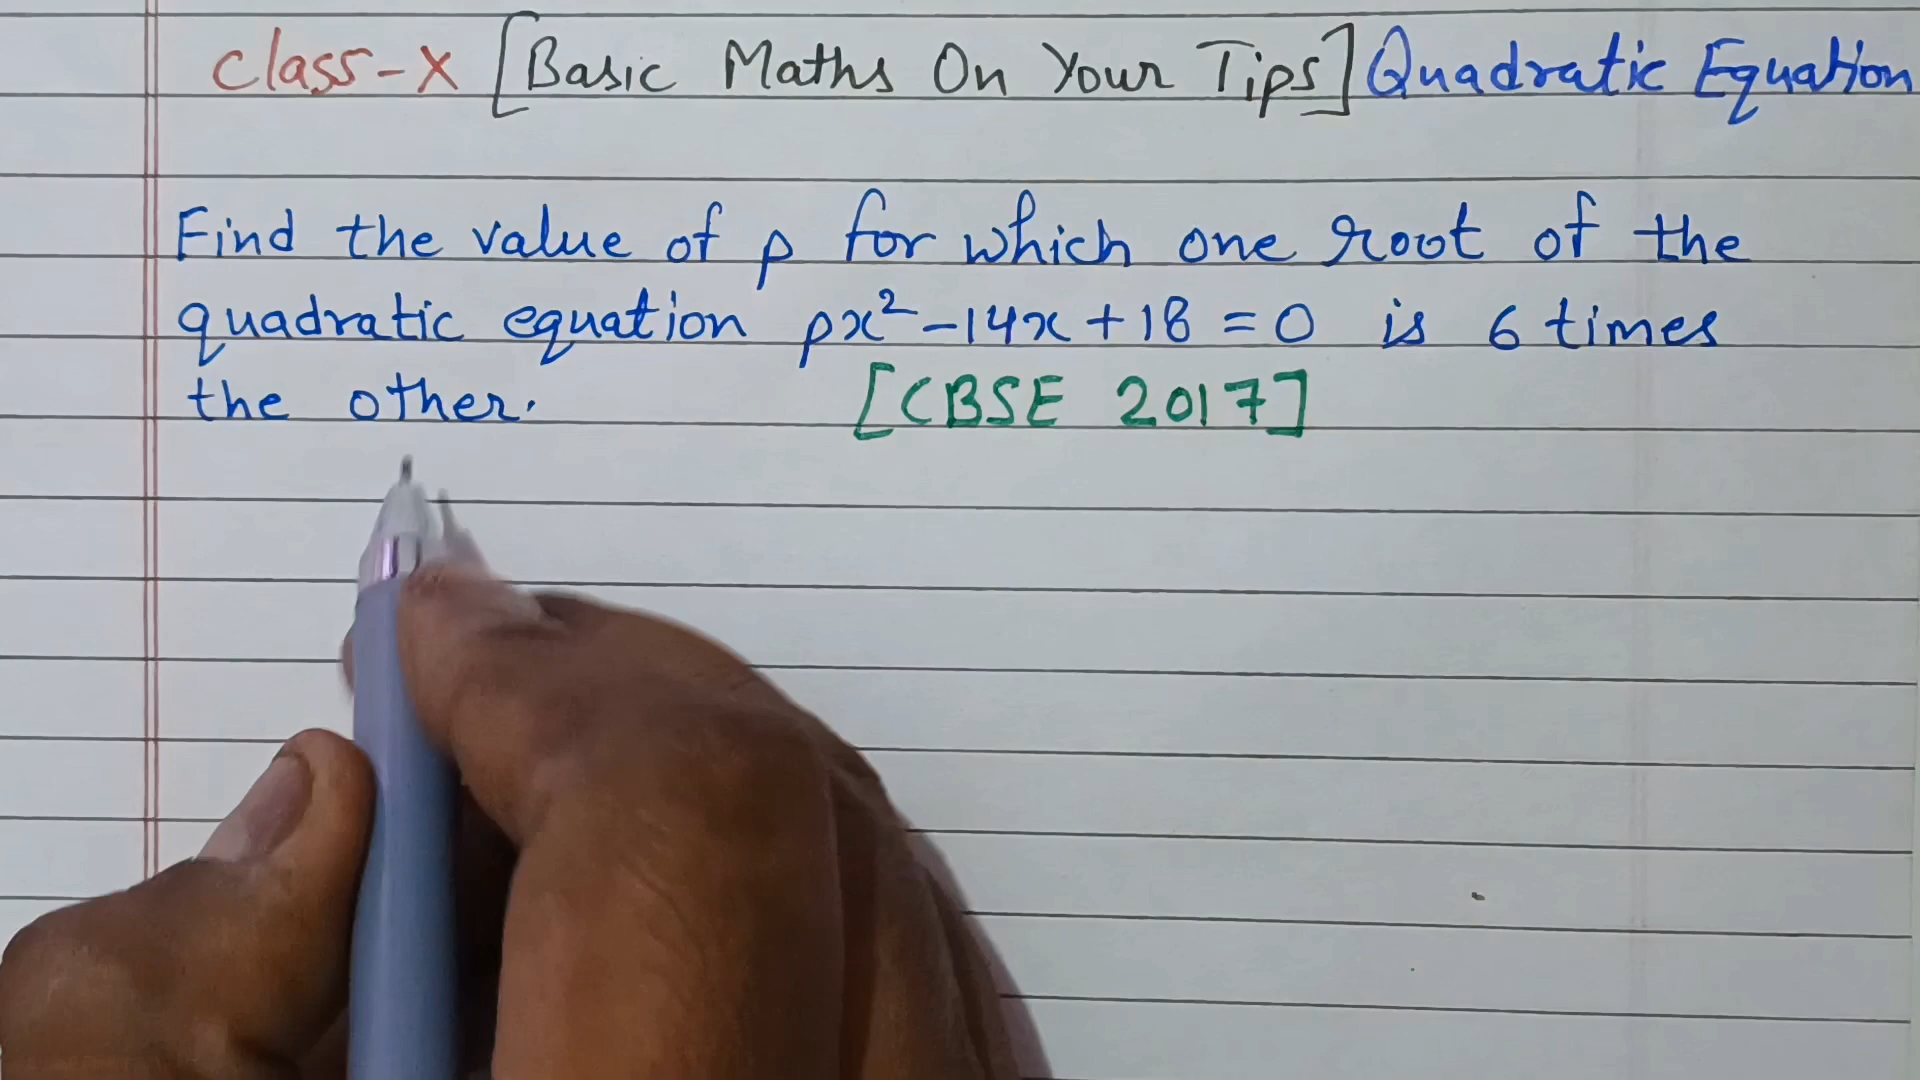 Class-X [Basic Maths On Your Tips] Quadratic Equation
Find the value of p for which one root of the
quadratic equation px²-14x+18=0 is 6 times
the other. [CBSE 2017]